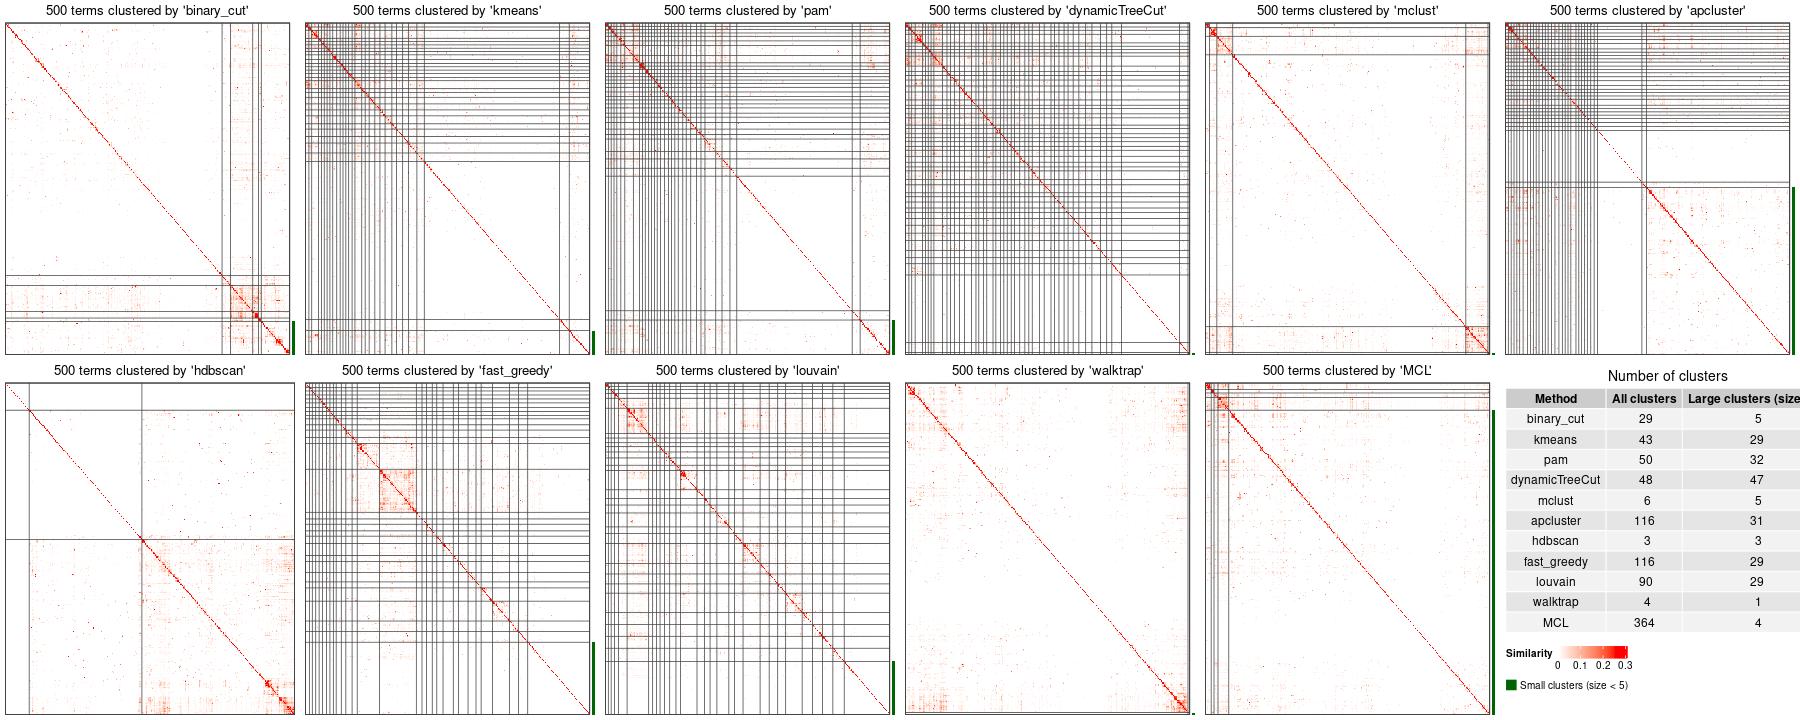 500 terms clustered by 'binary_cut'
500 terms clustered by 'kmeans'
500 terms clustered by 'pam'
500 terms clustered by 'dynamicTreeCut'
500 terms clustered by 'mclust'
500 terms clustered by 'apcluster'
500 terms clustered by 'hdbscan'
500 terms clustered by 'fast_greedy'
500 terms clustered by 'louvain'
500 terms clustered by 'walktrap'
500 terms clustered by 'MCL'
Number of clusters
Method All clusters Large clusters (size
binary_cut 29 5
kmeans 43 29
pam 50 32
dynamicTreeCut 48 47
mclust 6 5
apcluster 116 31
hdbscan 3 3
fast_greedy 116 29
louvain 90 29
walktrap 4 1
MCL 364 4
Similarity
0 0.1 0.2 0.3
Small clusters (size < 5)